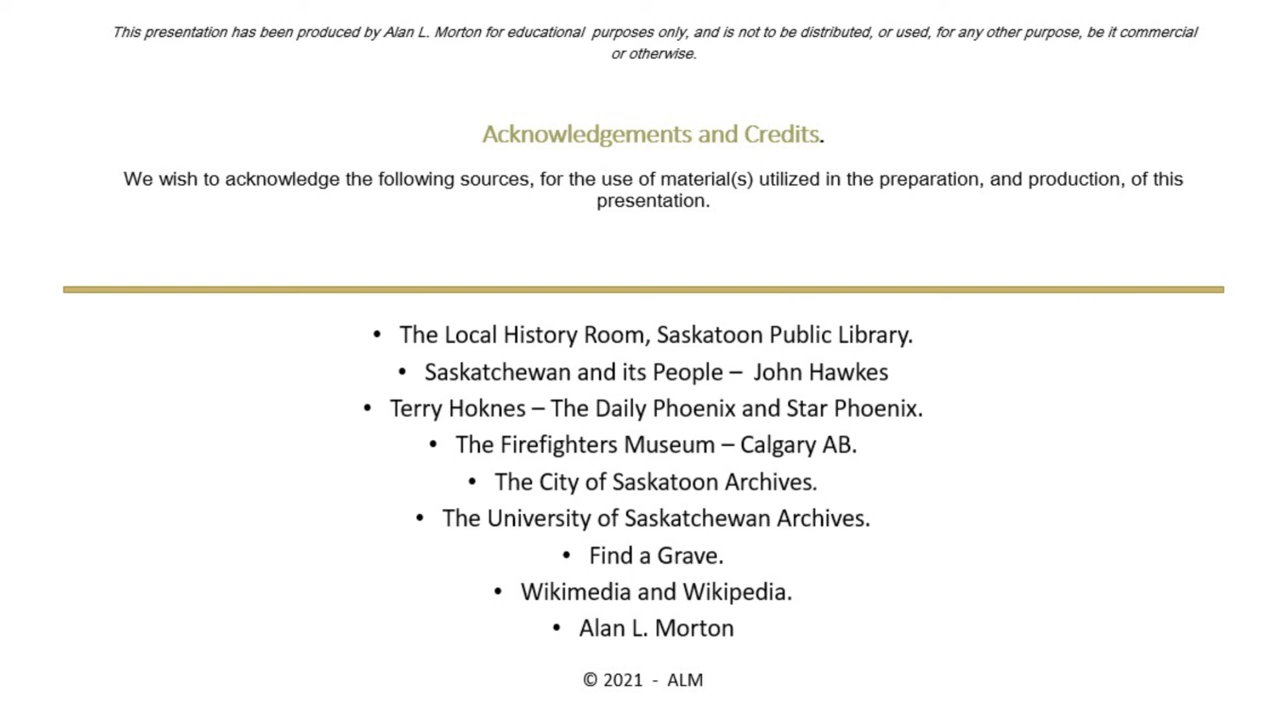 This presentation has been produced by Alan L. Morton for educational purposes only, and is not to be distributed, or used, for any other purpose, be it commercial
or otherwise.
Acknowledgements and Credits.
We wish to acknowledge the following sources, for the use of material(s) utilized in the preparation, and production, of this
presentation.
• The Local History Room, Saskatoon Public Library.
• Saskatchewan and its People – John Hawkes
• Terry Hoknes – The Daily Phoenix and Star Phoenix.
• The Firefighters Museum – Calgary AB.
• The City of Saskatoon Archives.
• The University of Saskatchewan Archives.
• Find a Grave.
• Wikimedia and Wikipedia.
• Alan L. Morton
© 2021 - ALM